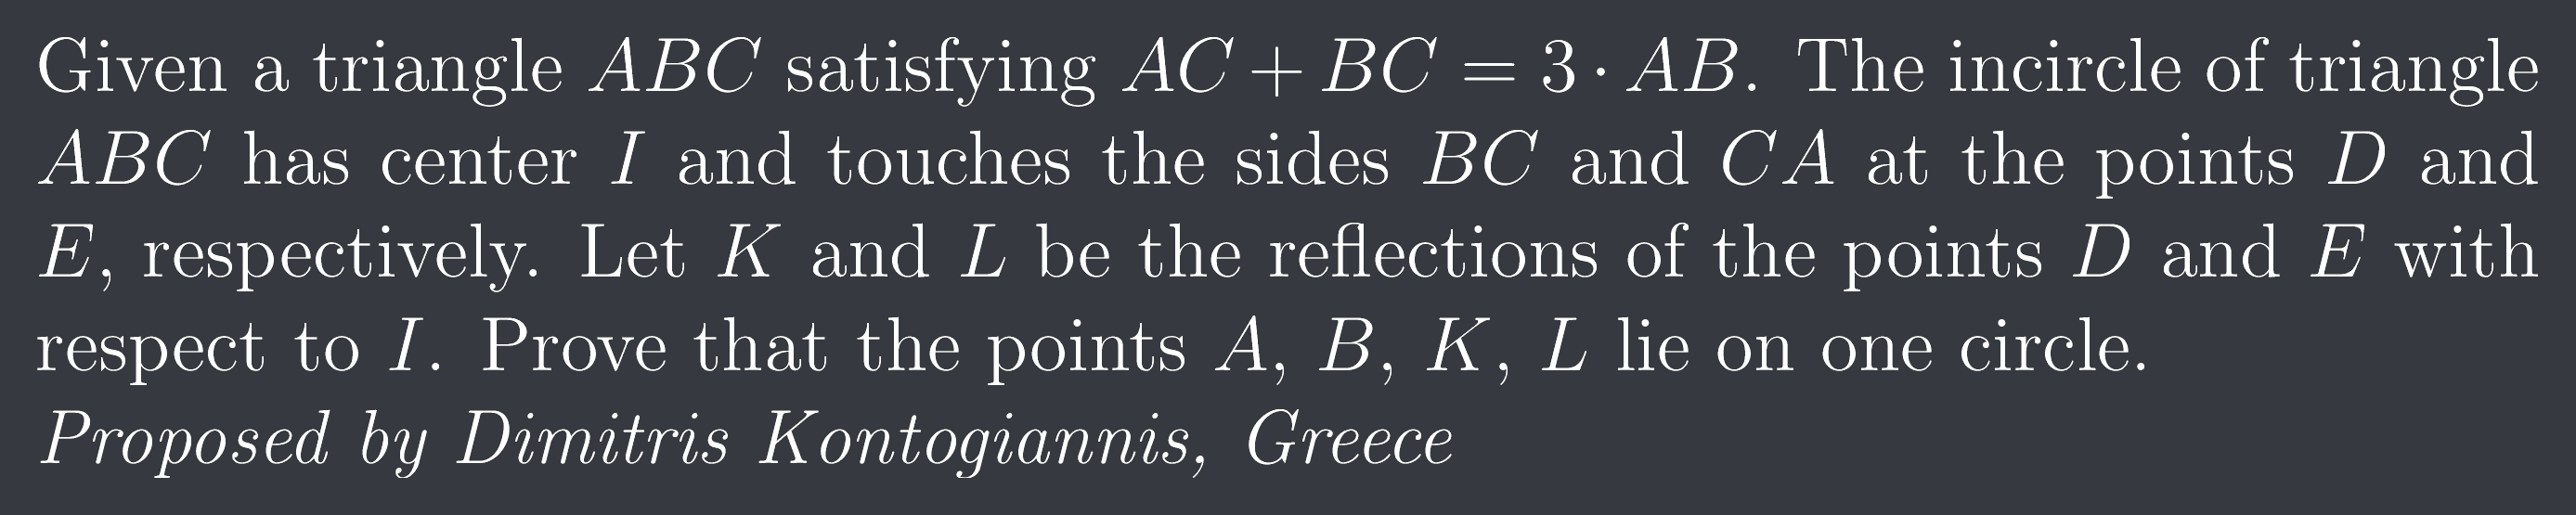 Given a triangle ABC satisfying AC + BC = 3 · AB. The incircle of triangle
ABC has center I and touches the sides BC and CA at the points D and
E, respectively. Let K and L be the reflections of the points D and E with
respect to I. Prove that the points A, B, K, L lie on one circle.
Proposed by Dimitris Kontogiannis, Greece